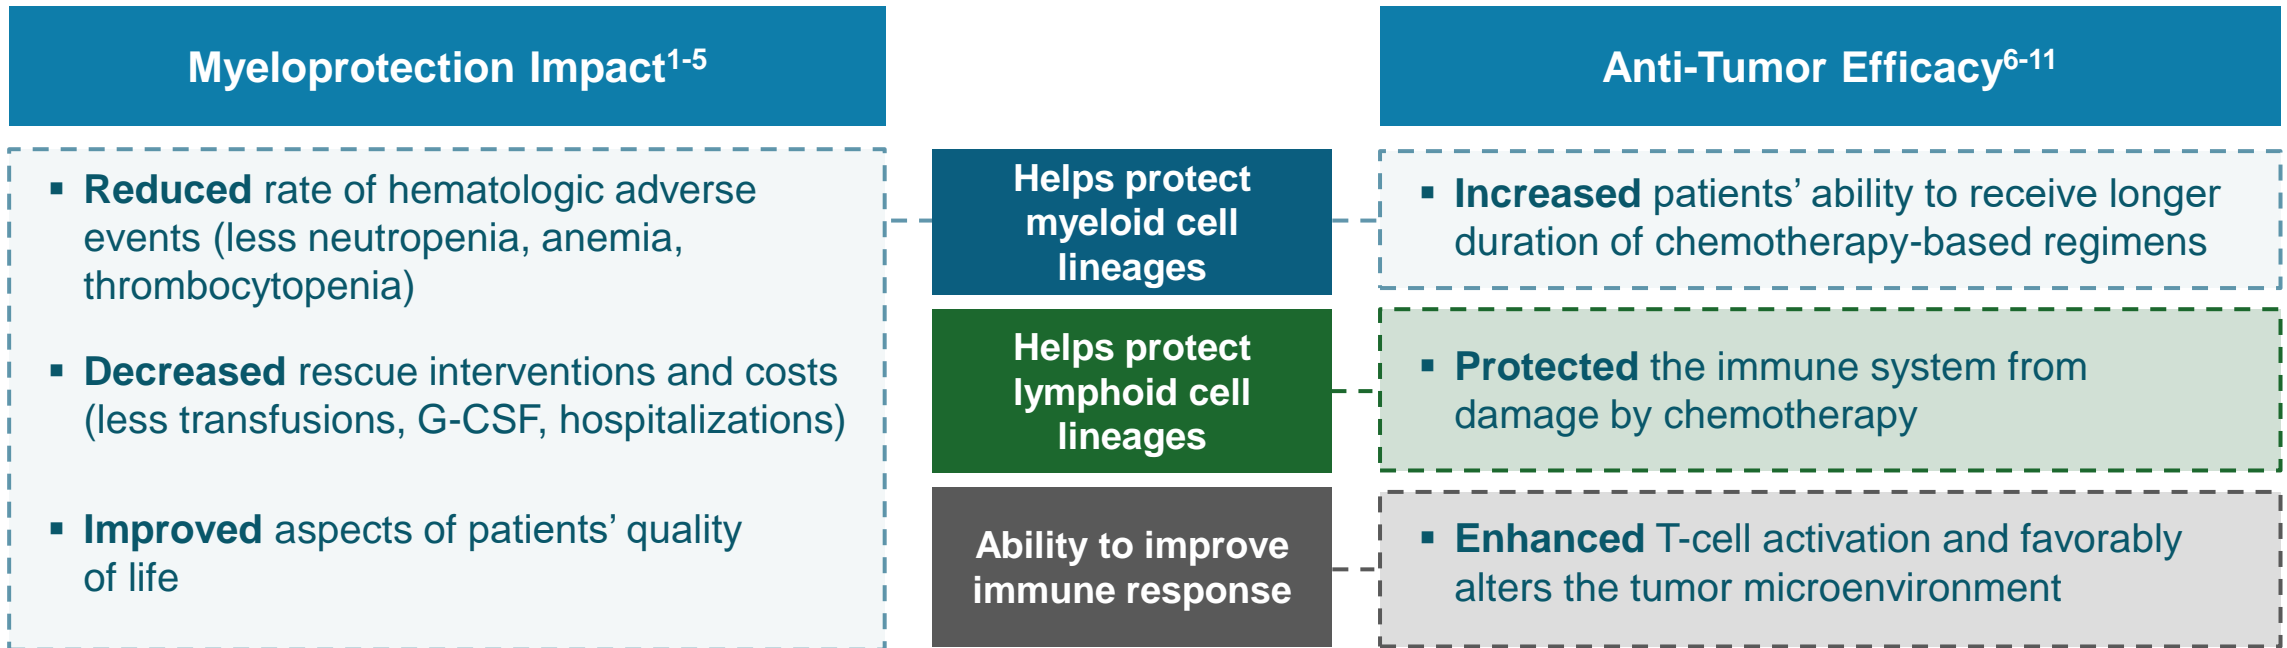 Myeloprotection Impact1-5
▪ Reduced rate of hematologic adverse
events (less neutropenia, anemia,
thrombocytopenia)
▪ Decreased rescue interventions and costs
(less transfusions, G-CSF, hospitalizations)
▪ Improved aspects of patients’ quality
of life
Helps protect
myeloid cell
lineages
Helps protect
lymphoid cell
lineages
Ability to improve
immune response
Anti-Tumor Efficacy6-11
▪ Increased patients’ ability to receive longer
duration of chemotherapy-based regimens
▪ Protected the immune system from
damage by chemotherapy
▪ Enhanced T-cell activation and favorably
alters the tumor microenvironment